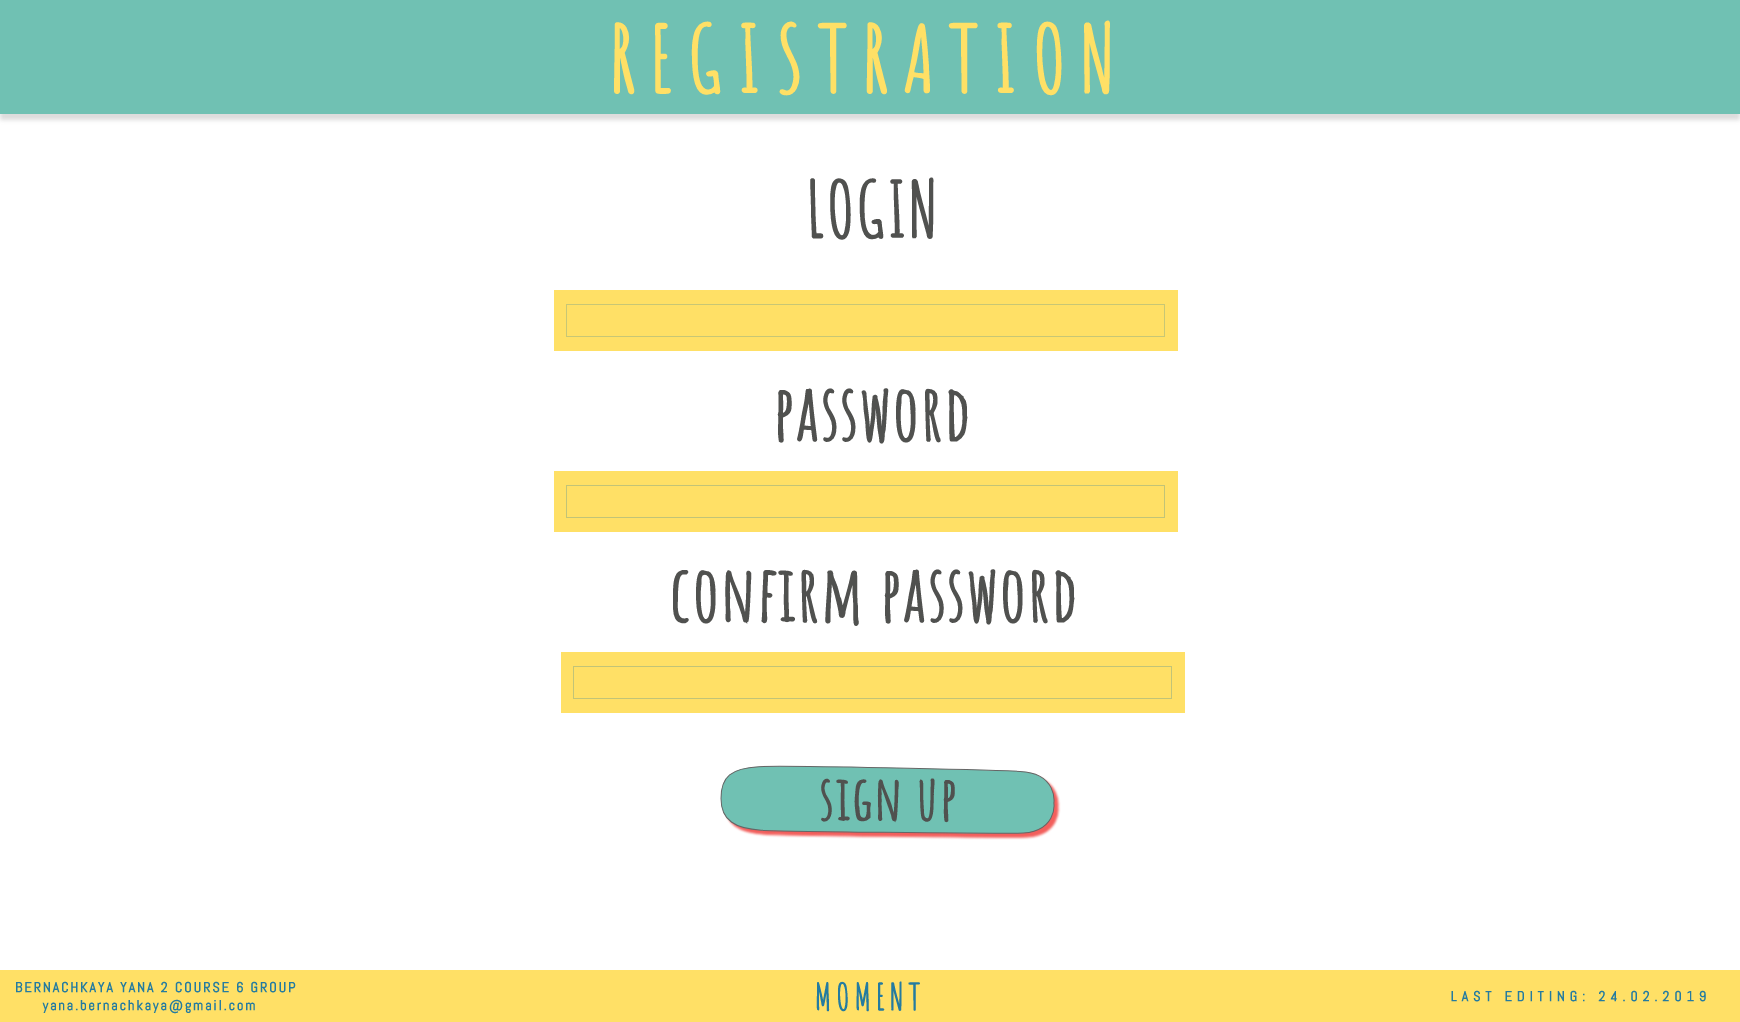 REGISTRATION
LOGIN
PASSWORD
CONFIRM PASSWORD
SIGN UP
BERNACHKAYA YANA 2 COURSE 6 GROUP
yana.bernachkaya@gmail.com
MOMENT
LAST EDITING: 24.02.2019